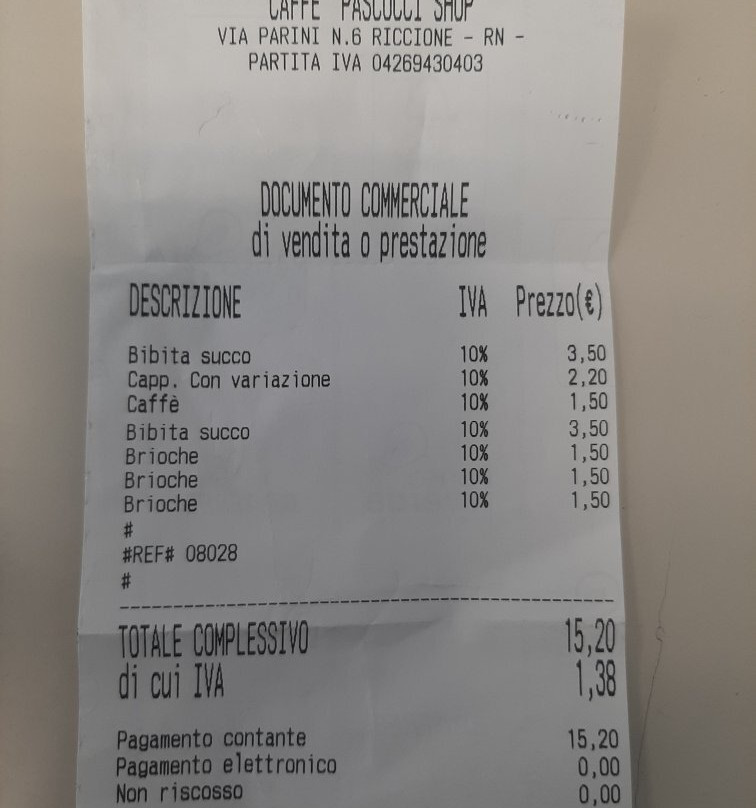 CAFFE' PASCUCCI SHOP
VIA PARINI N.6 RICCIONE - RN -
PARTITA IVA 04269430403
DOCUMENTO COMMERCIALE
di vendita o prestazione
DESCRIZIONE IVA Prezzo(€)
Bibita succo 10% 3,50
Capp. Con variazione 10% 2,20
Caffè 10% 1,50
Bibita succo 10% 3,50
Brioche 10% 1,50
Brioche 10% 1,50
Brioche 10% 1,50
#
#REF# 08028
#
TOTALE COMPLESSIVO 15,20
di cui IVA 1,38
Pagamento contante 15,20
Pagamento elettronico 0,00
Non riscosso 0,00